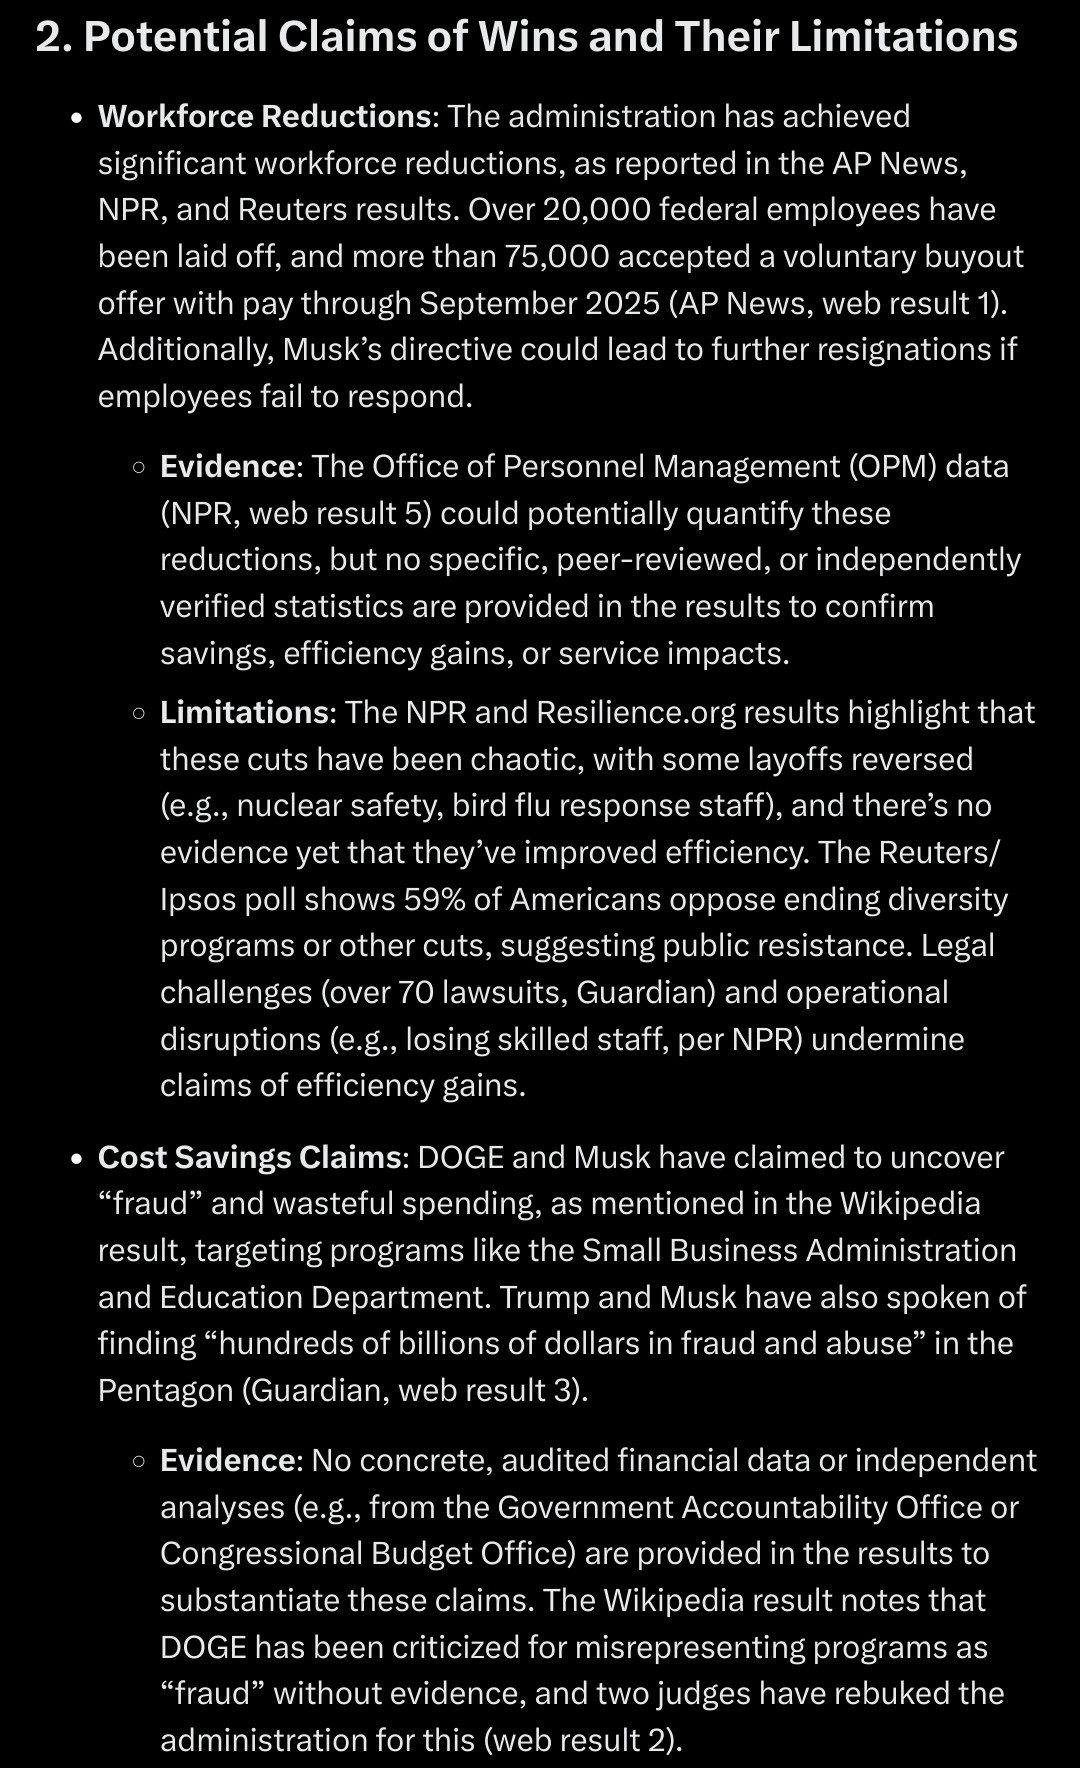 2. Potential Claims of Wins and Their Limitations
• Workforce Reductions: The administration has achieved
significant workforce reductions, as reported in the AP News,
NPR, and Reuters results. Over 20,000 federal employees have
been laid off, and more than 75,000 accepted a voluntary buyout
offer with pay through September 2025 (AP News, web result 1).
Additionally, Musk’s directive could lead to further resignations if
employees fail to respond.
◦ Evidence: The Office of Personnel Management (OPM) data
(NPR, web result 5) could potentially quantify these
reductions, but no specific, peer-reviewed, or independently
verified statistics are provided in the results to confirm
savings, efficiency gains, or service impacts.
◦ Limitations: The NPR and Resilience.org results highlight that
these cuts have been chaotic, with some layoffs reversed
(e.g., nuclear safety, bird flu response staff), and there’s no
evidence yet that they’ve improved efficiency. The Reuters/
Ipsos poll shows 59% of Americans oppose ending diversity
programs or other cuts, suggesting public resistance. Legal
challenges (over 70 lawsuits, Guardian) and operational
disruptions (e.g., losing skilled staff, per NPR) undermine
claims of efficiency gains.
• Cost Savings Claims: DOGE and Musk have claimed to uncover
“fraud” and wasteful spending, as mentioned in the Wikipedia
result, targeting programs like the Small Business Administration
and Education Department. Trump and Musk have also spoken of
finding “hundreds of billions of dollars in fraud and abuse” in the
Pentagon (Guardian, web result 3).
◦ Evidence: No concrete, audited financial data or independent
analyses (e.g., from the Government Accountability Office or
Congressional Budget Office) are provided in the results to
substantiate these claims. The Wikipedia result notes that
DOGE has been criticized for misrepresenting programs as
“fraud” without evidence, and two judges have rebuked the
administration for this (web result 2).